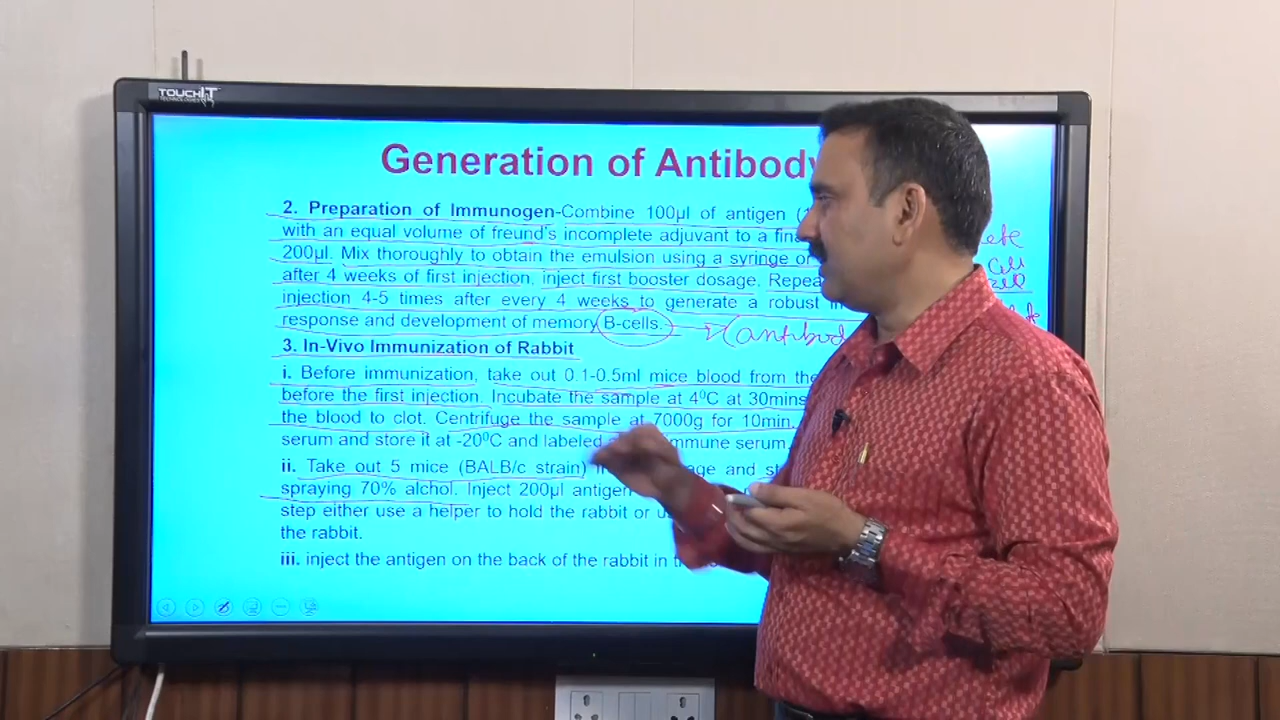 TOUCHIT
TECHNOLOGIES
Generation of Antibody
2. Preparation of Immunogen-Combine 100µl of antigen
with an equal volume of freund's incomplete adjuvant to a
200µl. Mix thoroughly to obtain the emulsion using a syringe or
after 4 weeks of first injection, inject first booster dosage.
injection 4-5 times after every 4 weeks to generate a robust
response and development of memory B-cells.
3. In-Vivo Immunization of Rabbit
i. Before immunization, take out 0.1-0.5ml mice blood from the
before the first injection. Incubate the sample at 4⁰C at 30mins
the blood to clot. Centrifuge the sample at 7000g for 10min.
serum and store it at -20⁰C and labeled immune serum.
ii. Take out 5 mice (BALB/c strain) and
spraying 70% alchol. Inject 200µl antigen
step either use a helper to hold the rabbit or
the rabbit.
iii. inject the antigen on the back of the rabbit in